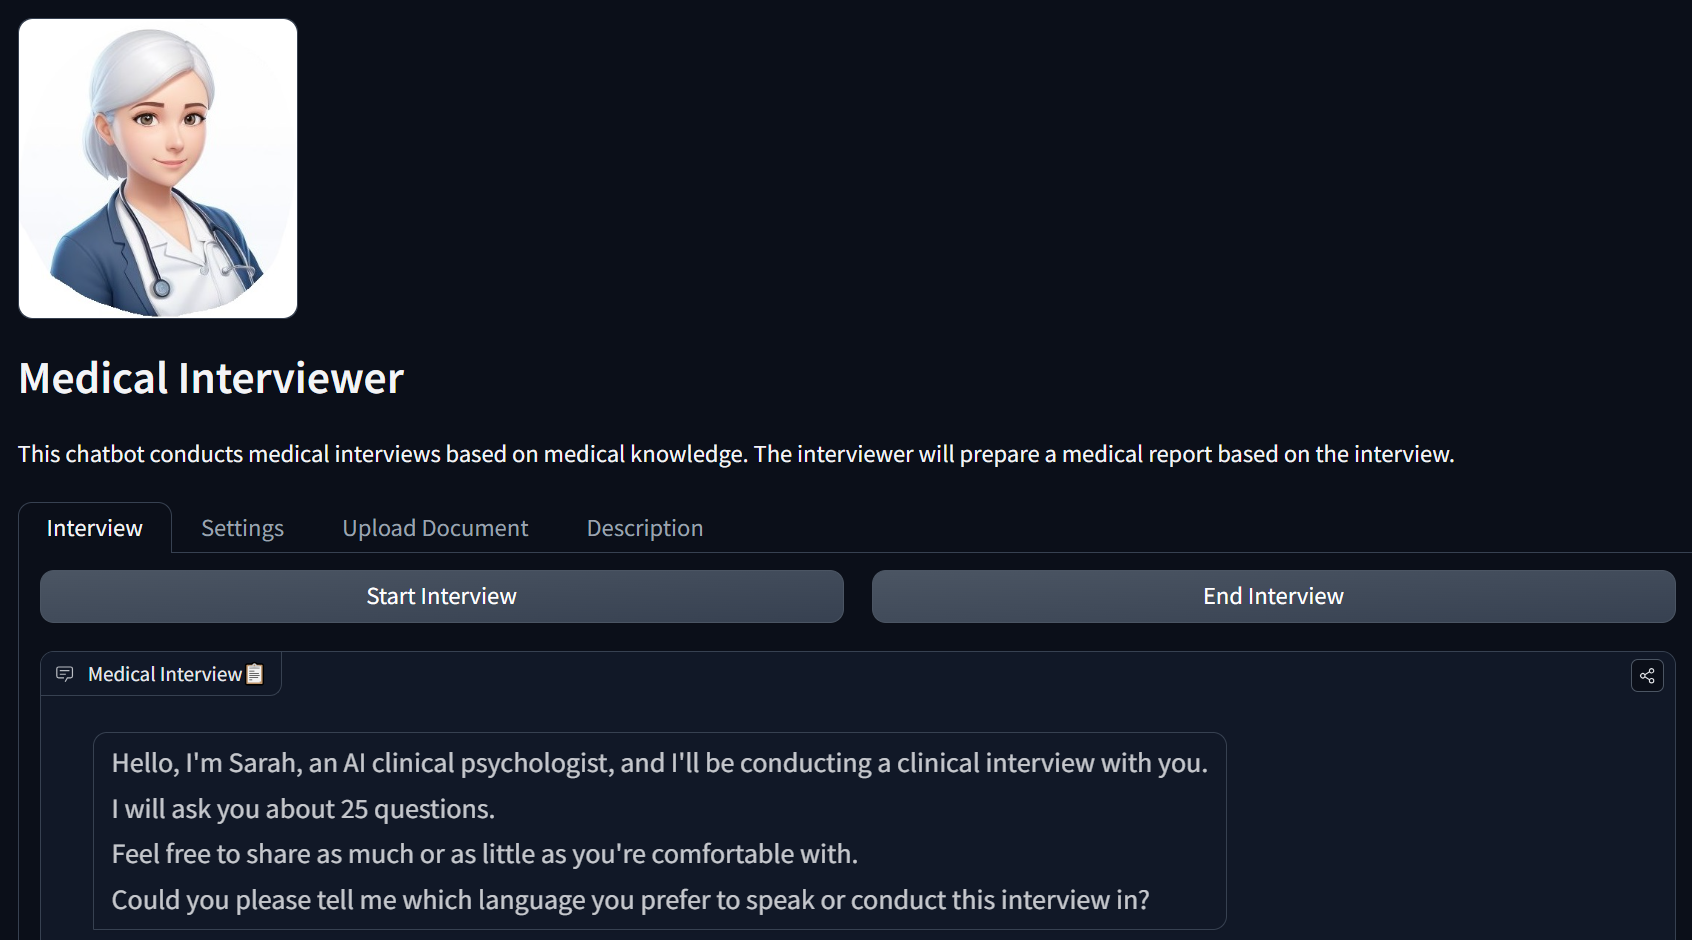 Medical Interviewer
This chatbot conducts medical interviews based on medical knowledge. The interviewer will prepare a medical report based on the interview.
Interview
Settings
Upload Document
Description
Start Interview
End Interview
Medical Interview📋
Hello, I'm Sarah, an AI clinical psychologist, and I'll be conducting a clinical interview with you.
I will ask you about 25 questions.
Feel free to share as much or as little as you're comfortable with.
Could you please tell me which language you prefer to speak or conduct this interview in?